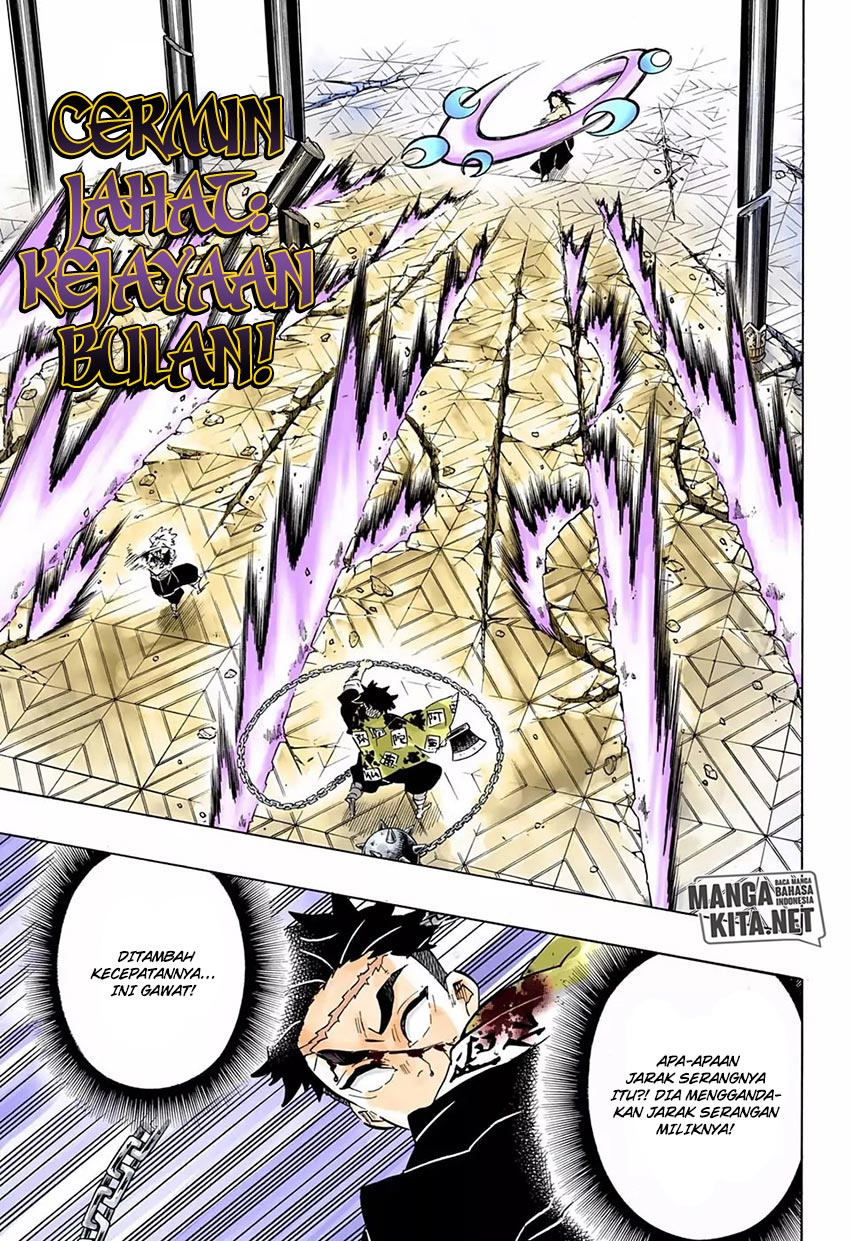 CERMIN
JAHAT:
KEJAYAAN
BULAN!
MANGA
KITA.NET
BACA MANGA
BAHASA
INDONESIA
APA-APAAN
JARAK SERANGNYA
ITU?! DIA MENGGANDA-
KAN JARAK SERANGAN
MILIKNYA!
DITAMBAH
KECEPATANNYA...
INI GAWAT!